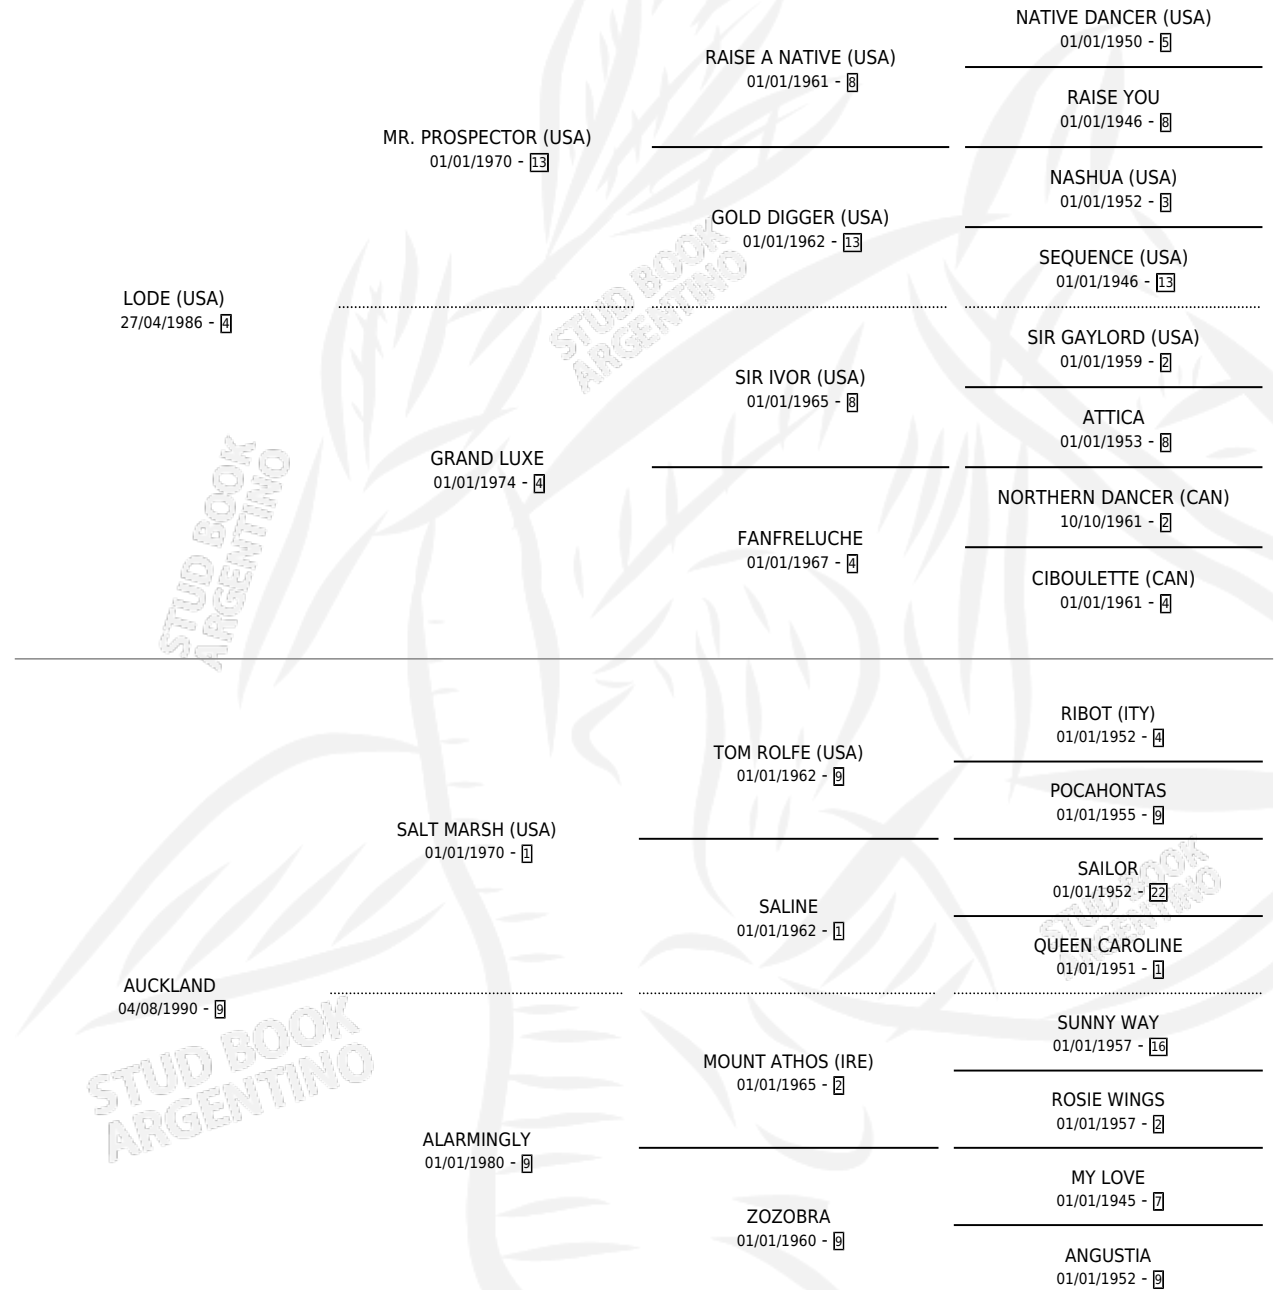 NATIVE DANCER (USA)
01/01/1950 - 5
RAISE A NATIVE (USA)
01/01/1961 - 8
RAISE YOU
01/01/1946 - 8
MR. PROSPECTOR (USA)
01/01/1970 - 13
NASHUA (USA)
01/01/1952 - 3
GOLD DIGGER (USA)
01/01/1962 - 13
SEQUENCE (USA)
01/01/1946 - 13
LODE (USA)
27/04/1986 - 4
SIR GAYLORD (USA)
01/01/1959 - 2
SIR IVOR (USA)
01/01/1965 - 8
ATTICA
01/01/1953 - 8
GRAND LUXE
01/01/1974 - 4
NORTHERN DANCER (CAN)
10/10/1961 - 2
FANFRELUCHE
01/01/1967 - 4
CIBOULETTE (CAN)
01/01/1961 - 4
RIBOT (ITY)
01/01/1952 - 4
TOM ROLFE (USA)
01/01/1962 - 9
POCAHONTAS
01/01/1955 - 9
SALT MARSH (USA)
01/01/1970 - 1
SAILOR
01/01/1952 - 22
SALINE
01/01/1962 - 1
QUEEN CAROLINE
01/01/1951 - 1
AUCKLAND
04/08/1990 - 9
SUNNY WAY
01/01/1957 - 16
MOUNT ATHOS (IRE)
01/01/1965 - 2
ROSIE WINGS
01/01/1957 - 2
ALARMINGLY
01/01/1980 - 9
MY LOVE
01/01/1945 - 7
ZOZOBRA
01/01/1960 - 9
ANGUSTIA
01/01/1952 - 9
STUD BOOK
ARGENTINO
STUD BOOK
ARGENTINO
STUD BOOK
ARGENTINO
STUD BOOK
ARGENTINO